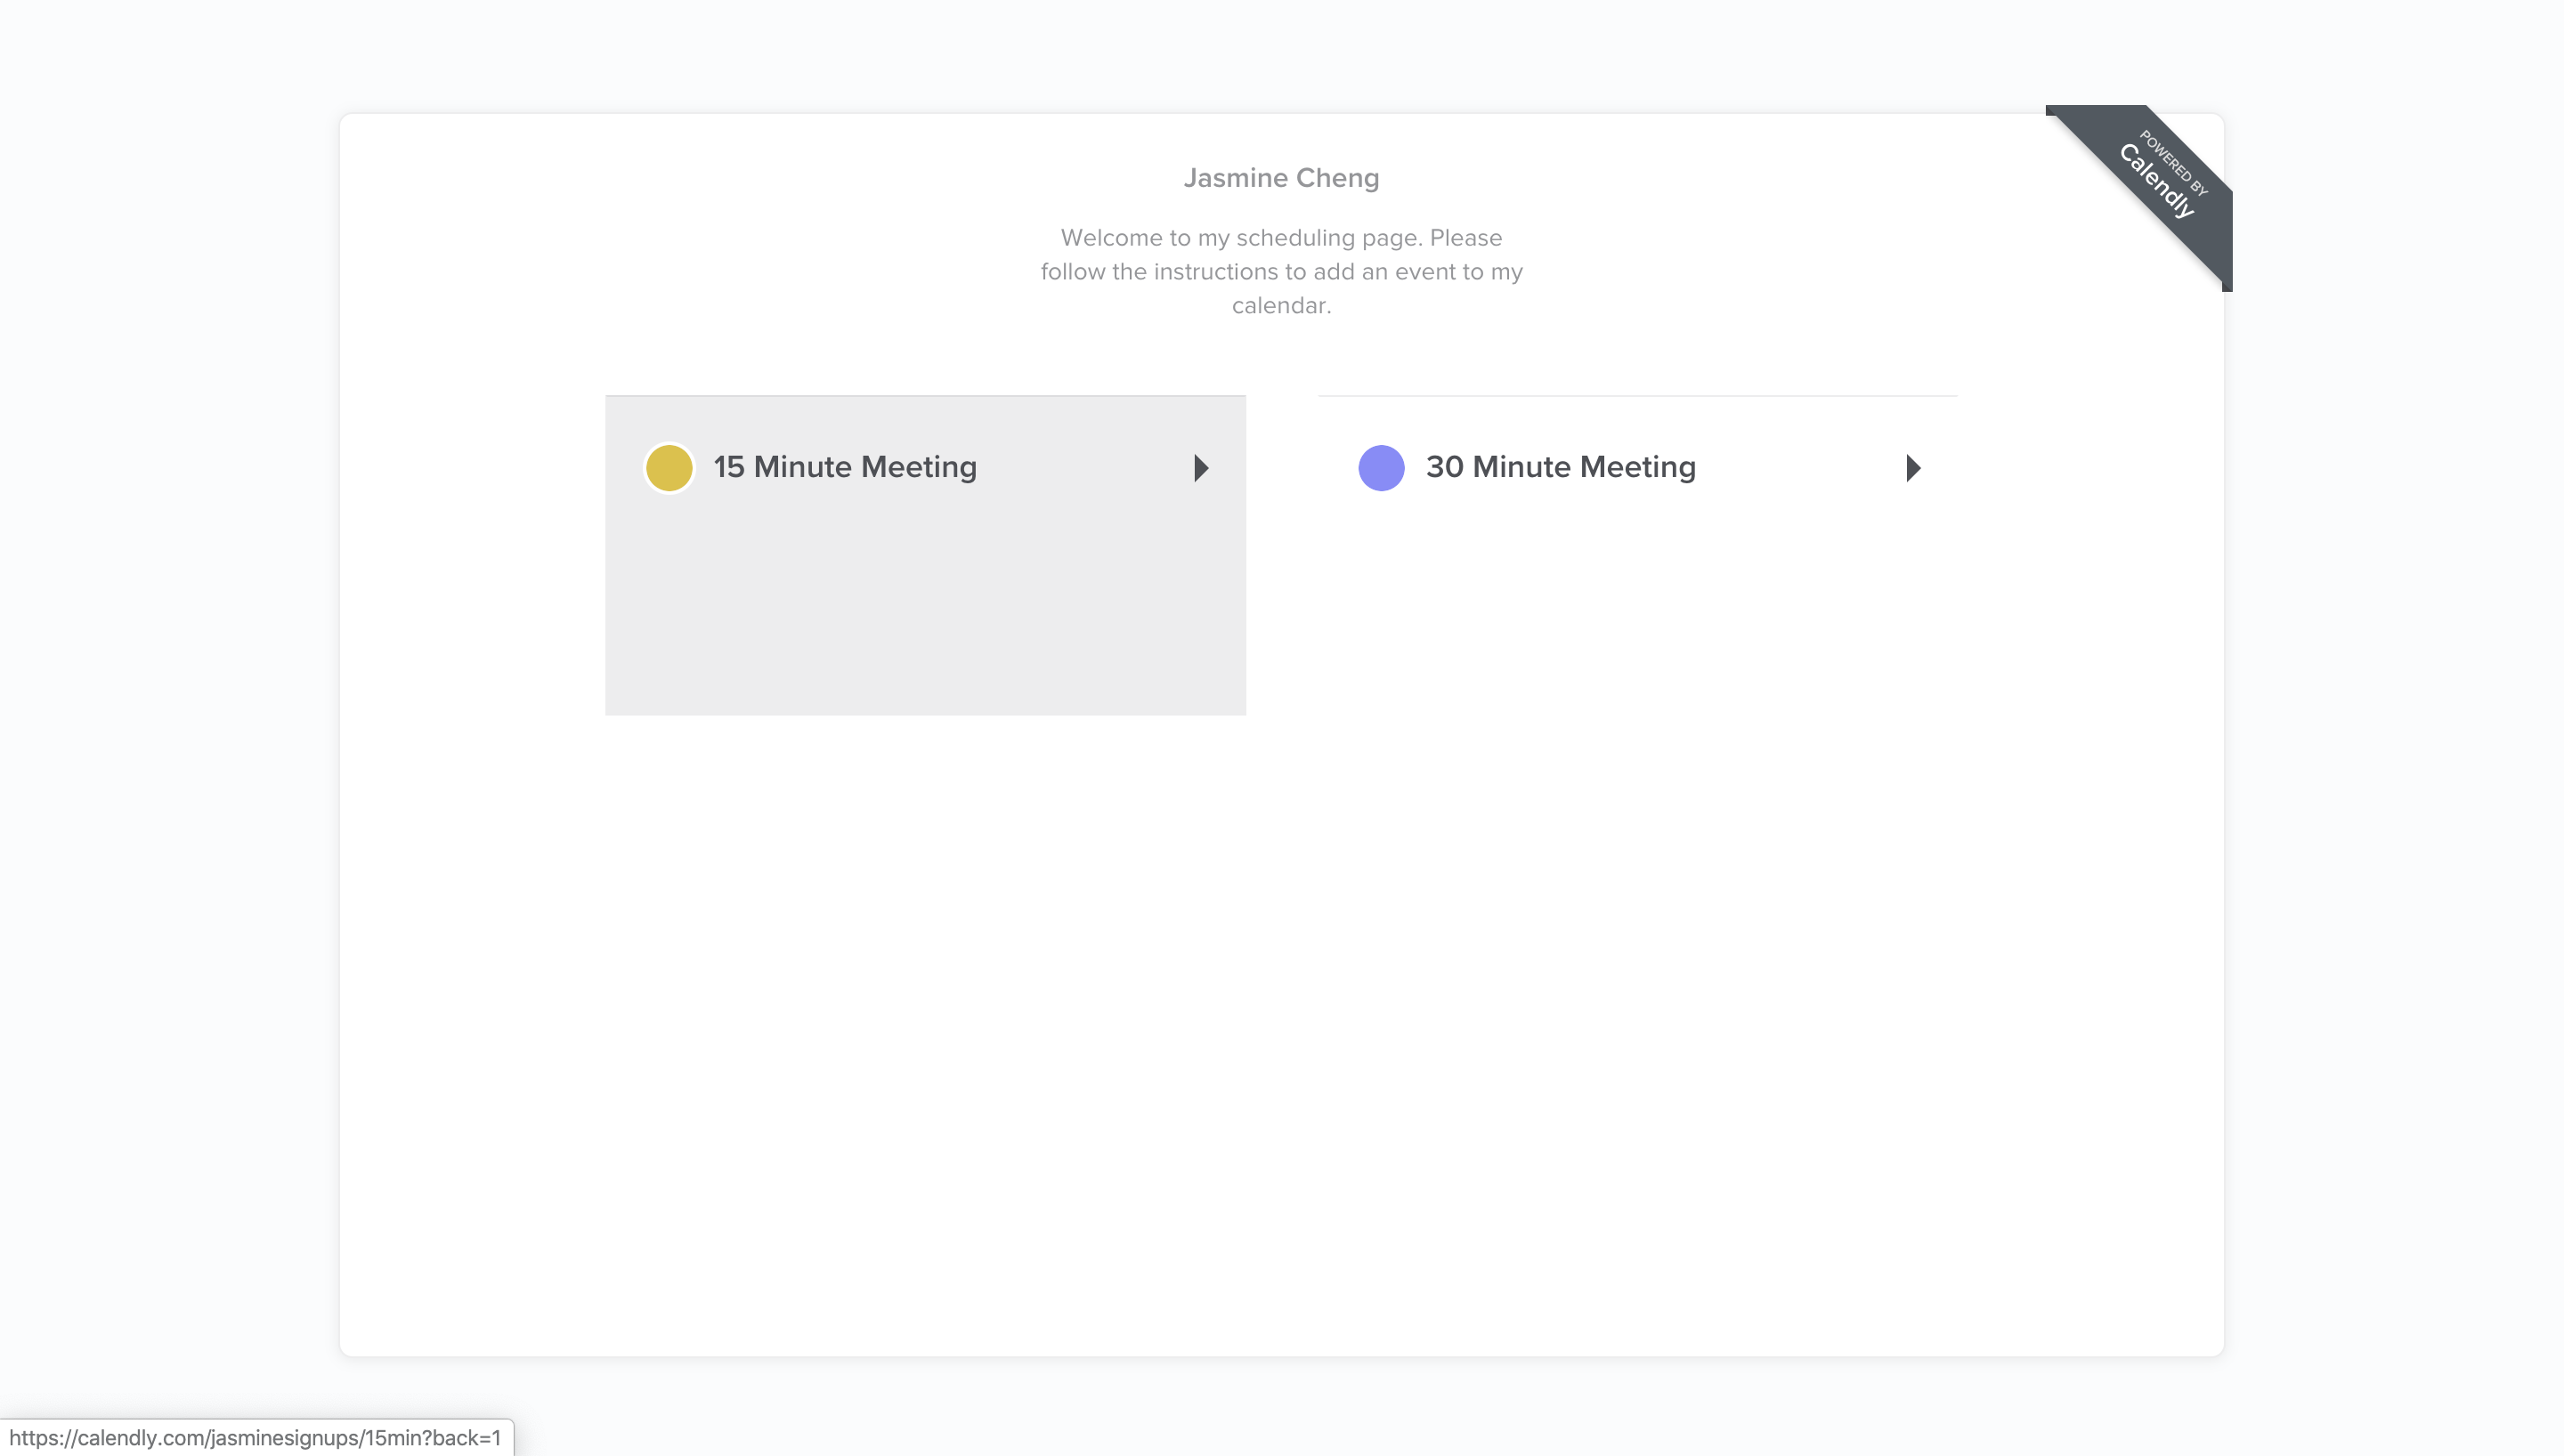 Jasmine Cheng
POWERED BY
Calendly
Welcome to my scheduling page. Please
follow the instructions to add an event to my
calendar.
15 Minute Meeting
30 Minute Meeting
https://calendly.com/jasminesignups/15min?back=1